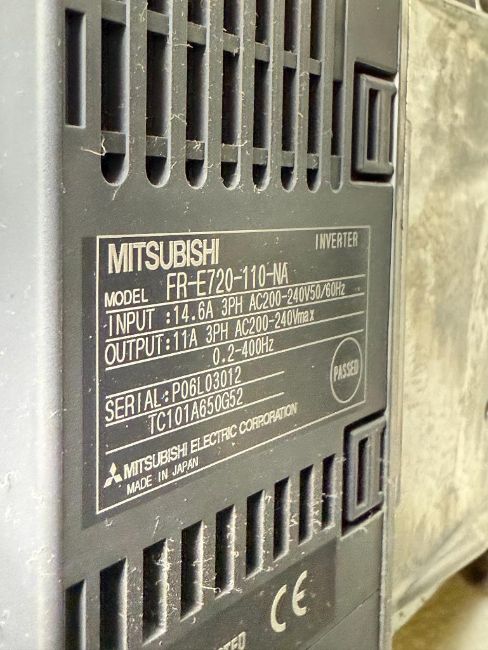 MITSUBISHI INVERTER
MODEL FR-E720-110-NA
INPUT :14.6A 3PH AC200-240V50/60Hz
OUTPUT:11A 3PH AC200-240Vmax
0.2-400Hz
SERIAL:P06L03012
TC101A650G52
PASSED
MITSUBISHI ELECTRIC CORPORATION
MADE IN JAPAN
CE